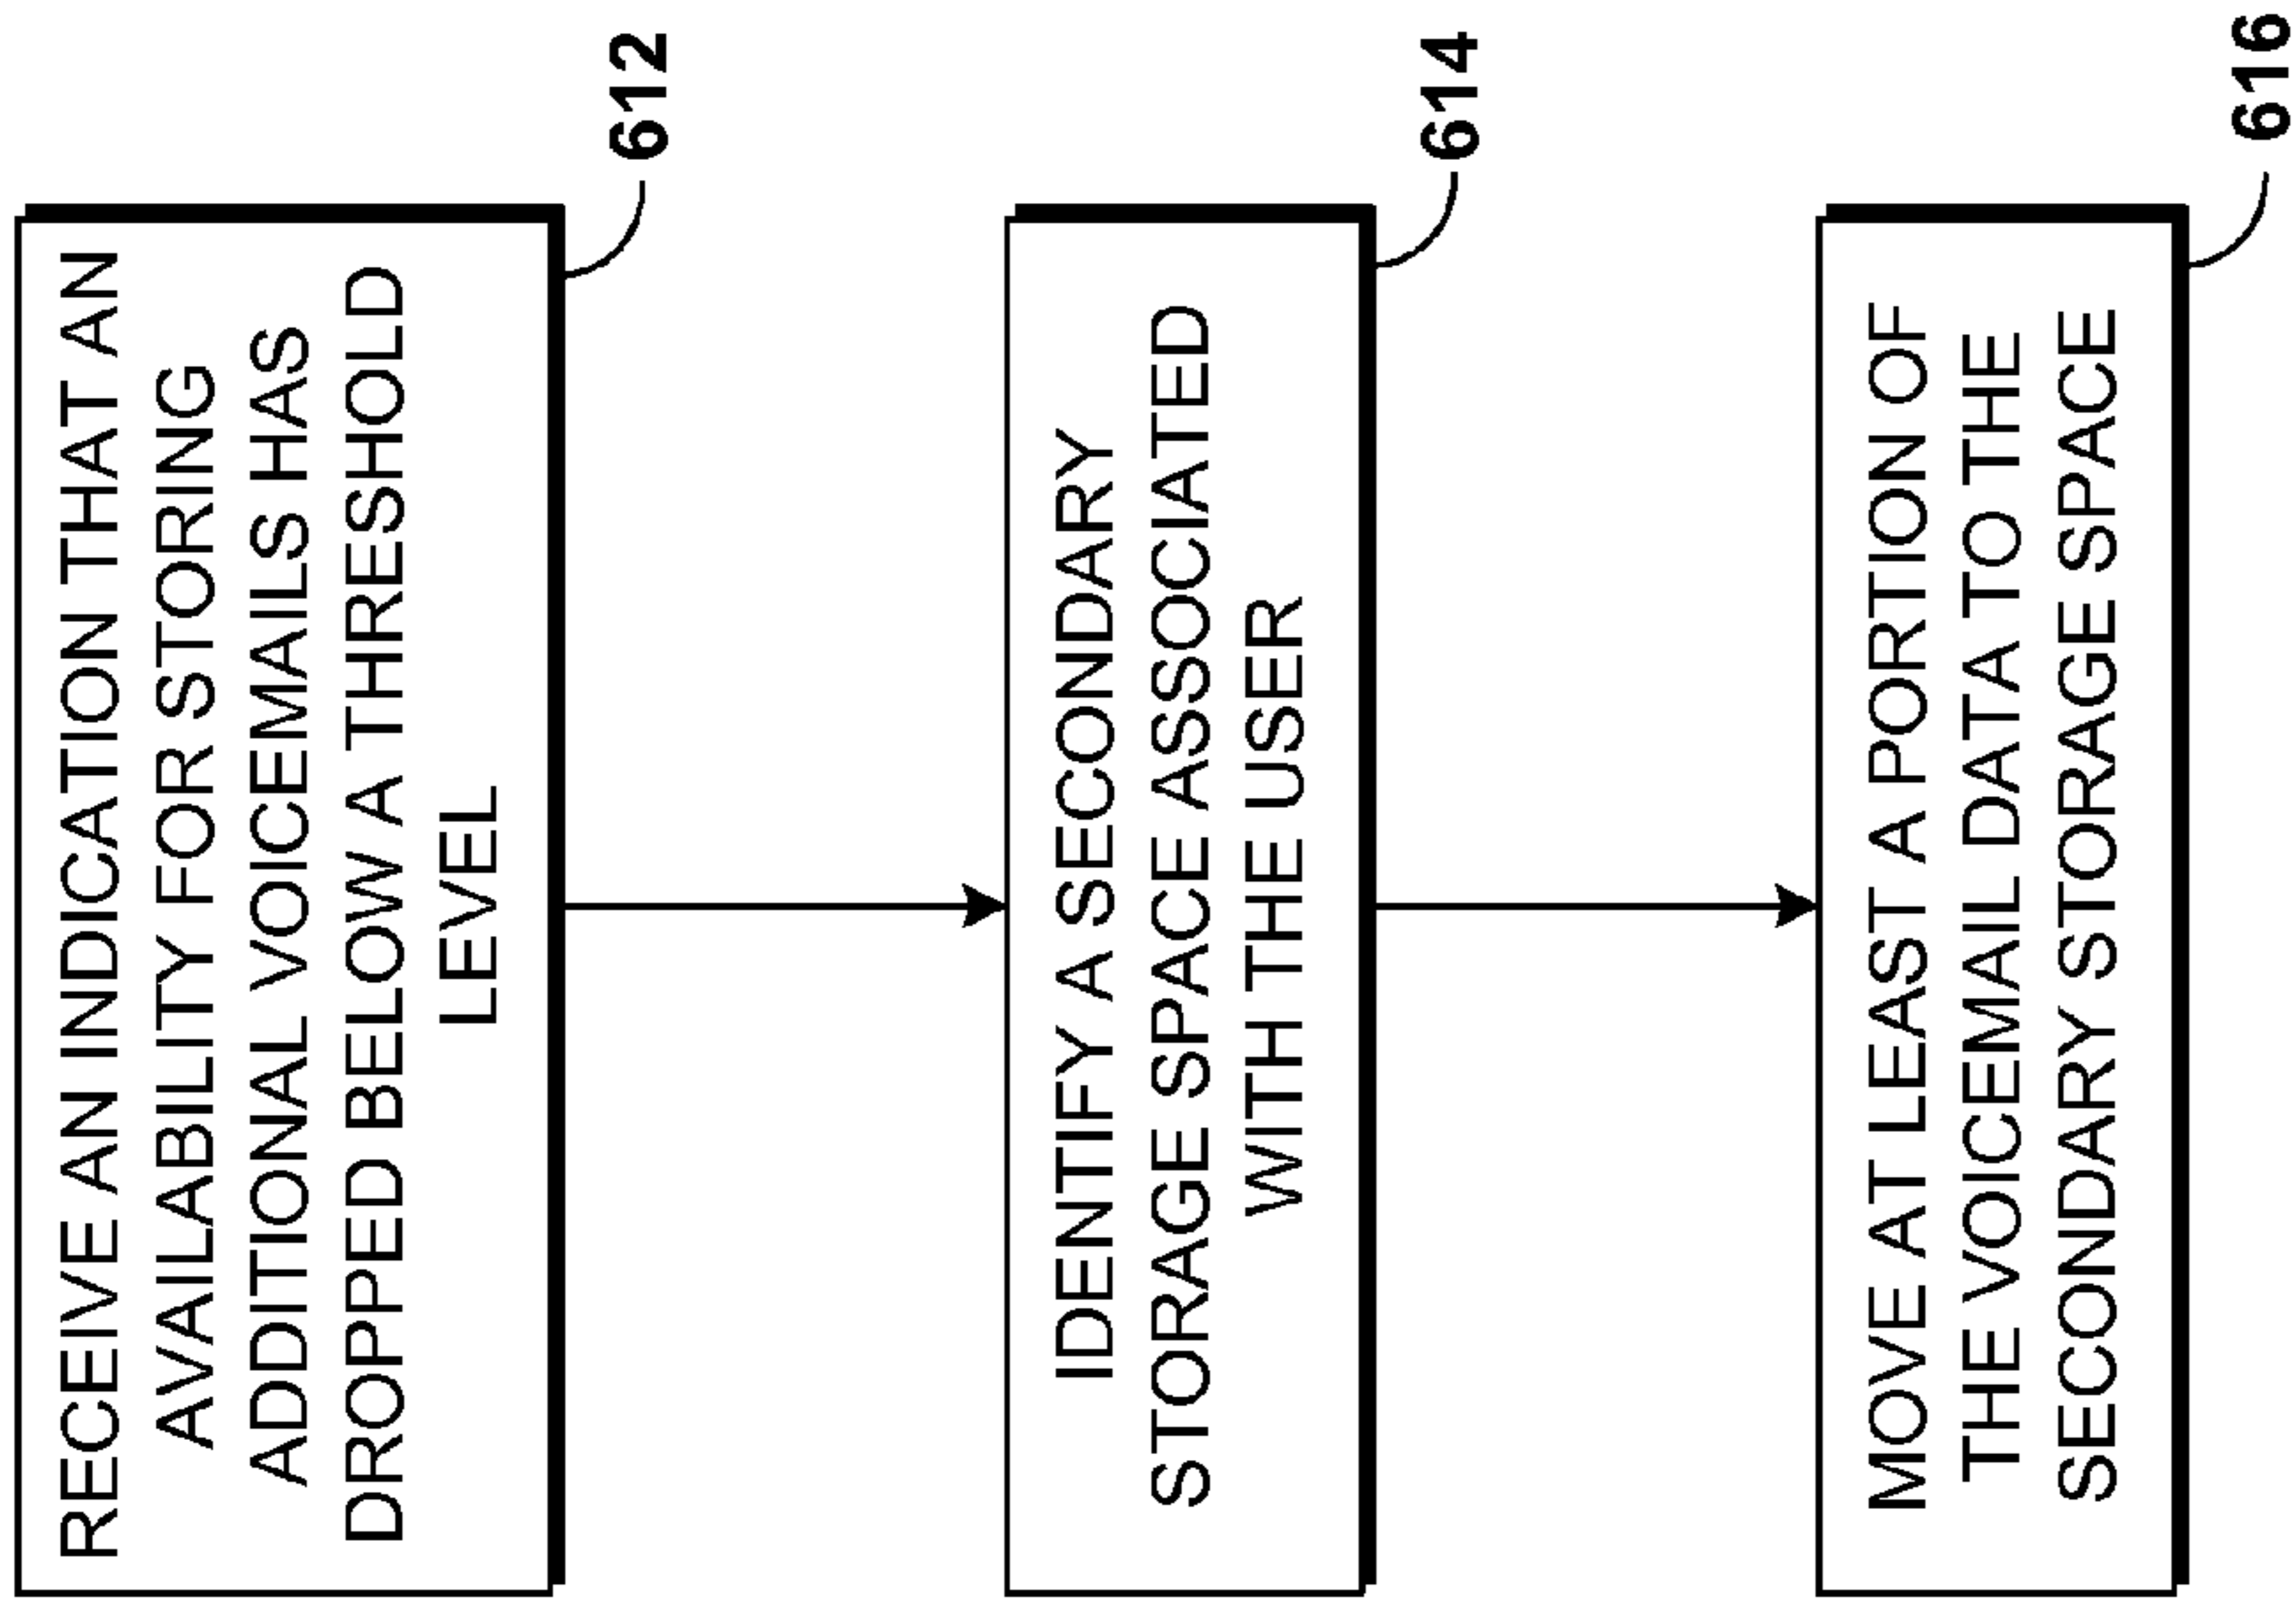 RECEIVE AN INDICATION THAT AN
AVAILABILITY FOR STORING
ADDITIONAL VOICEMAILS HAS
DROPPED BELOW A THRESHOLD
LEVEL
612
IDENTIFY A SECONDARY
STORAGE SPACE ASSOCIATED
WITH THE USER
614
MOVE AT LEAST A PORTION OF
THE VOICEMAIL DATA TO THE
SECONDARY STORAGE SPACE
616